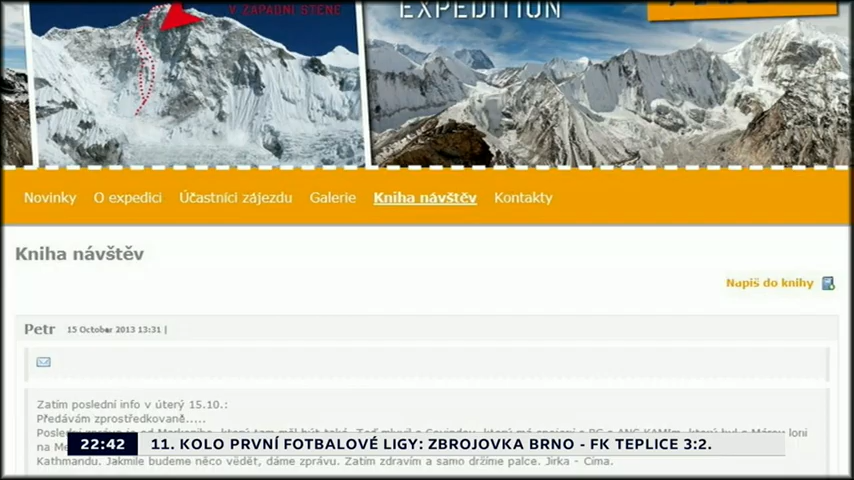 V ZÁPADNÍ STĚNĚ
EXPEDITION
Novinky O expedici Účastníci zájezdu Galerie Kniha návštěv Kontakty
Kniha návštěv
Napiš do knihy
Petr 15 October 2013 13:31 |
Zatím poslední info v úterý 15.10.:
Předávám zprostředkovaně.....
loni
na
22:42 11. KOLO PRVNÍ FOTBALOVÉ LIGY: ZBROJOVKA BRNO - FK TEPLICE 3:2.
Kathmandu. Jakmile budeme něco vědět, dáme zprávu. Zatím zdravím a samo držíme palce. Jirka - Cima.